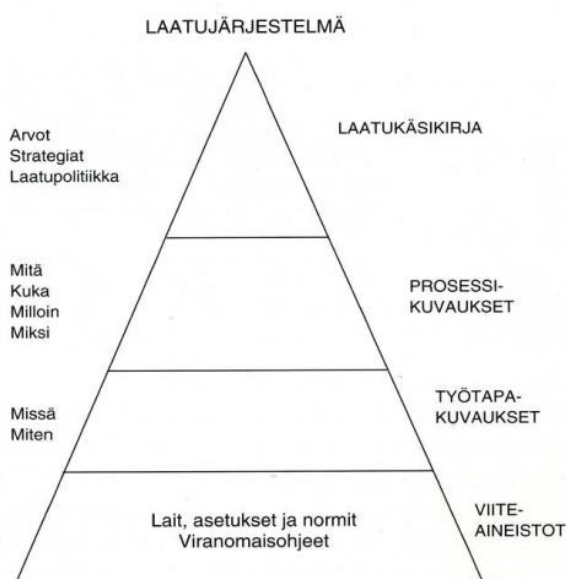 LAATUJÄRJESTELMÄ
Arvot
Strategiat
Laatupolitiikka
LAATUKÄSIKIRJA
Mitä
Kuka
Milloin
Miksi
PROSESSI-
KUVAUKSET
Missä
Miten
TYÖTAPA-
KUVAUKSET
Lait, asetukset ja normit
Viranomaisohjeet
VIITE-
AINEISTOT